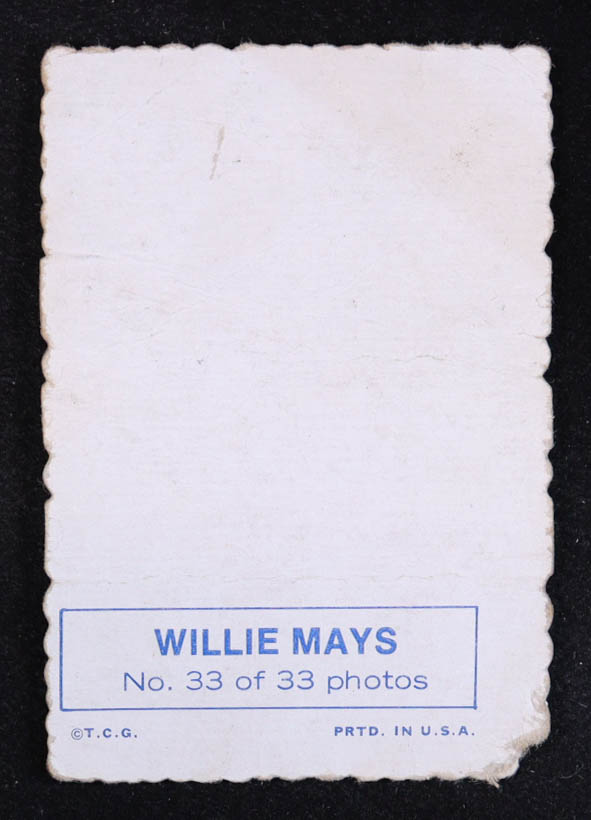 WILLIE MAYS
No. 33 of 33 photos
©T.C.G. PRTD. IN U.S.A.